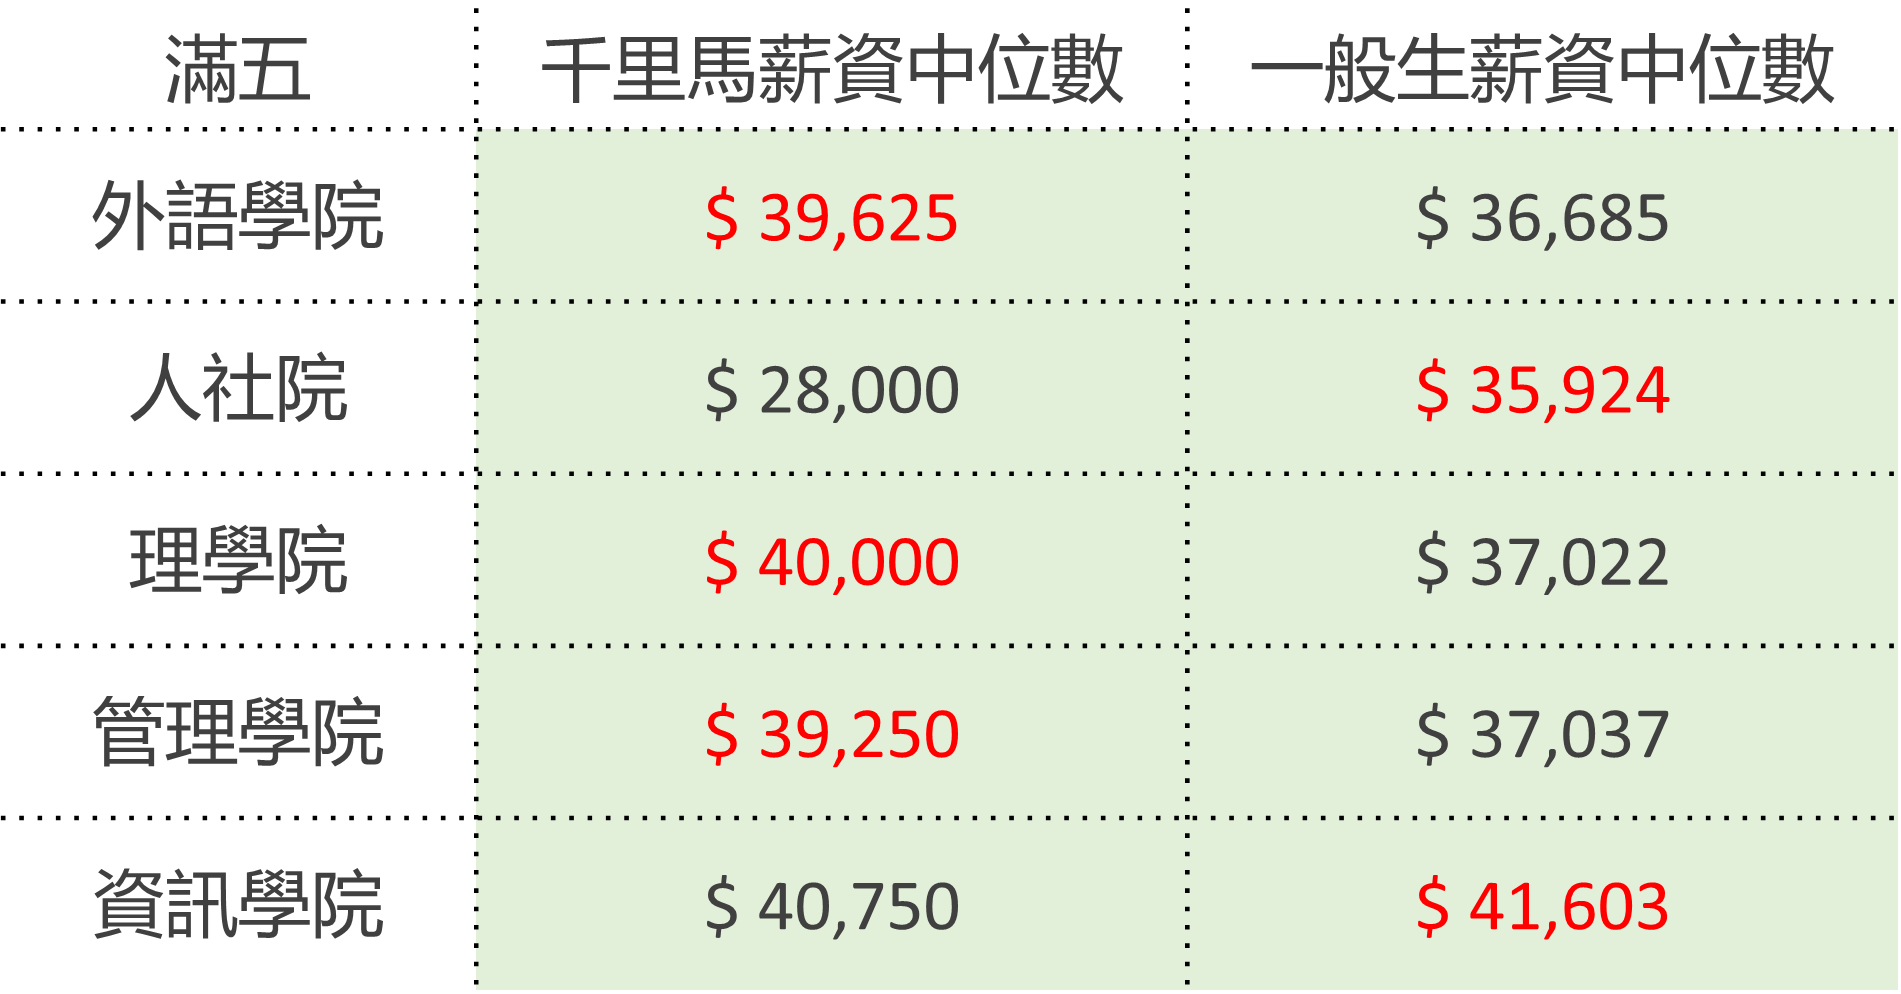 滿五 千里馬薪資中位數 一般生薪資中位數
外語學院 $ 39,625 $ 36,685
人社院 $ 28,000 $ 35,924
理學院 $ 40,000 $ 37,022
管理學院 $ 39,250 $ 37,037
資訊學院 $ 40,750 $ 41,603